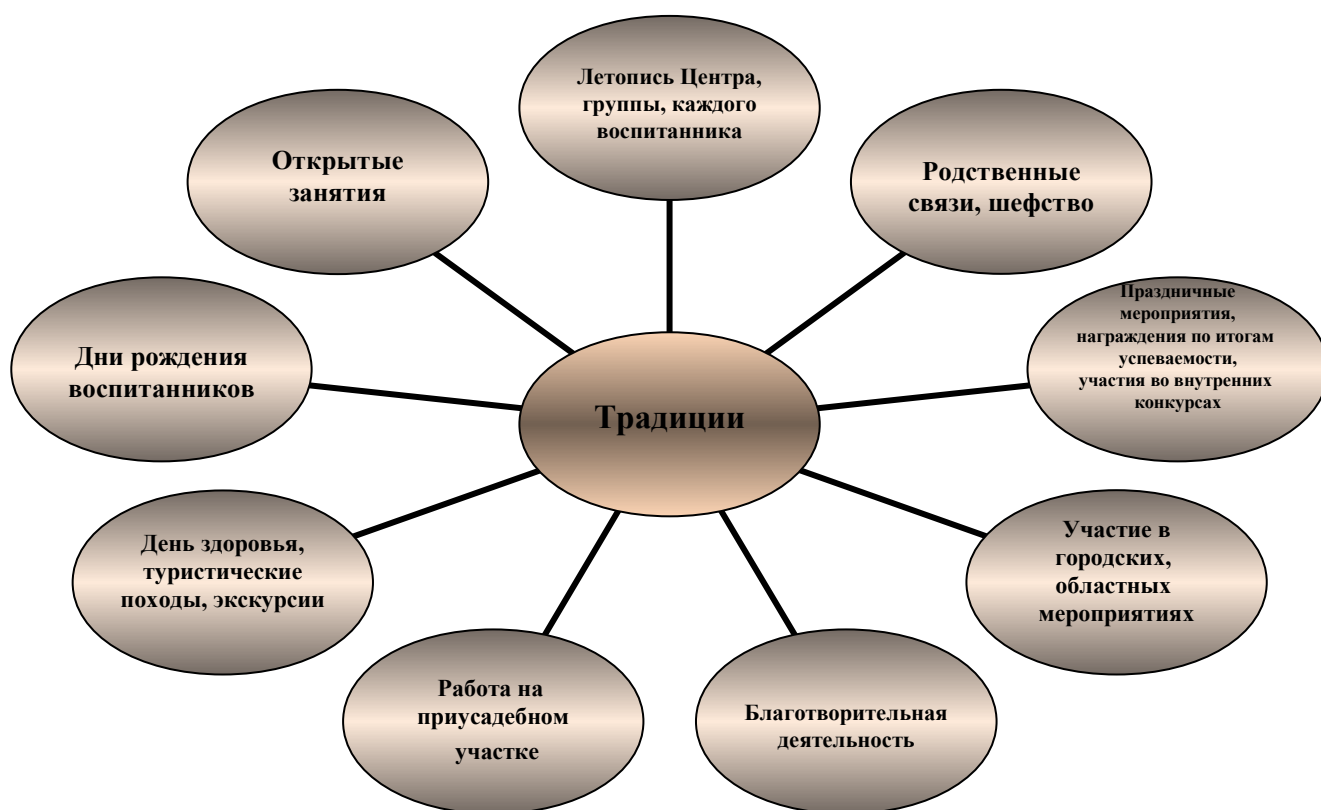 Летопись Центра,
группы, каждого
воспитанника
Открытые
занятия
Родственные
связи, шефство
Праздничные
мероприятия,
награждения по итогам
успеваемости,
участия во внутренних
конкурсах
Дни рождения
воспитанников
Традиции
День здоровья,
туристические
походы, экскурсии
Участие в
городских,
областных
мероприятиях
Работа на
приусадебном
участке
Благотворительная
деятельность